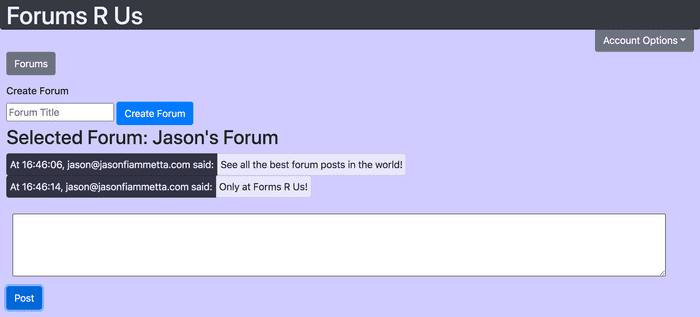 Forums R Us
Account Options
Forums
Create Forum
Forum Title Create Forum
Selected Forum: Jason's Forum
At 16:46:06, jason@jasonfiammetta.com said: See all the best forum posts in the world!
At 16:46:14, jason@jasonfiammetta.com said: Only at Forms R Us!
Post